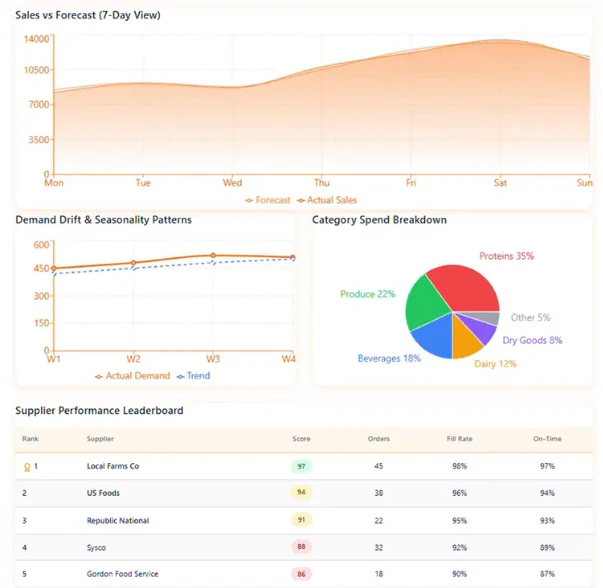 Sales vs Forecast (7-Day View)
14000
10500
7000
3500
0
Mon Tue Wed Thu Fri Sat Sun
Forecast Actual Sales
Demand Drift & Seasonality Patterns
600
450
300
150
0
W1 W2 W3 W4
Actual Demand Trend
Category Spend Breakdown
Proteins 35%
Produce 22%
Other 5%
Dry Goods 8%
Beverages 18%
Dairy 12%
Supplier Performance Leaderboard
Rank Supplier Score Orders Fill Rate On-Time
1 Local Farms Co 97 45 98% 97%
2 US Foods 94 38 96% 94%
3 Republic National 91 22 95% 93%
4 Sysco 88 32 92% 89%
5 Gordon Food Service 86 18 90% 87%